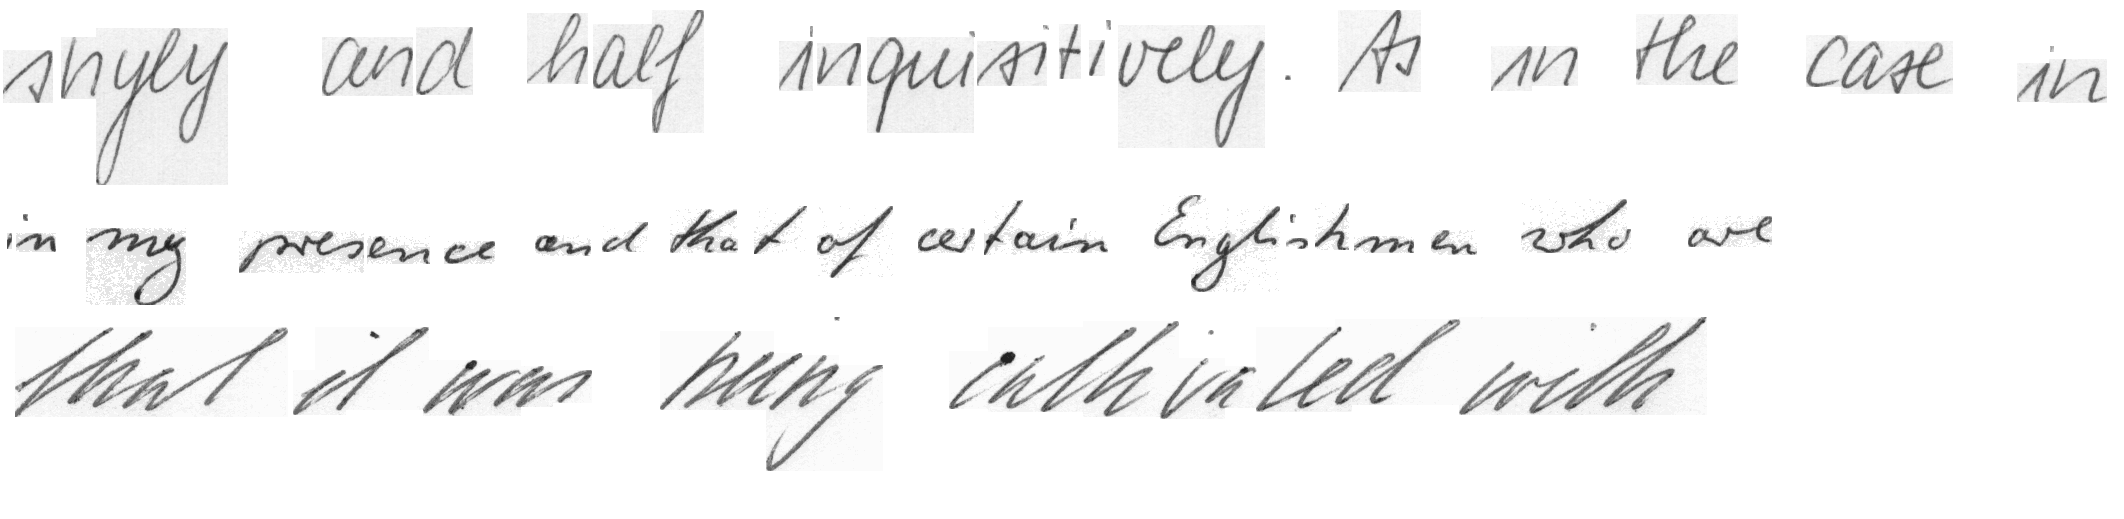 shyly and half inquisitively. As in the case in
in my presence and that of certain Englishmen who are
that it was being cultivated with